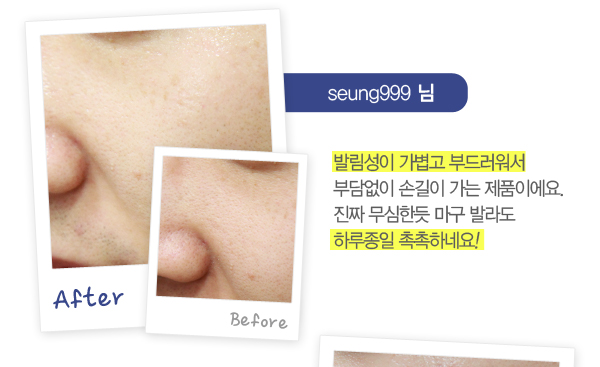 seung999 님
발림성이 가볍고 부드러워서
부담없이 손길이 가는 제품이에요.
진짜 무심한듯 마구 발라도
하루종일 촉촉하네요!
After
Before